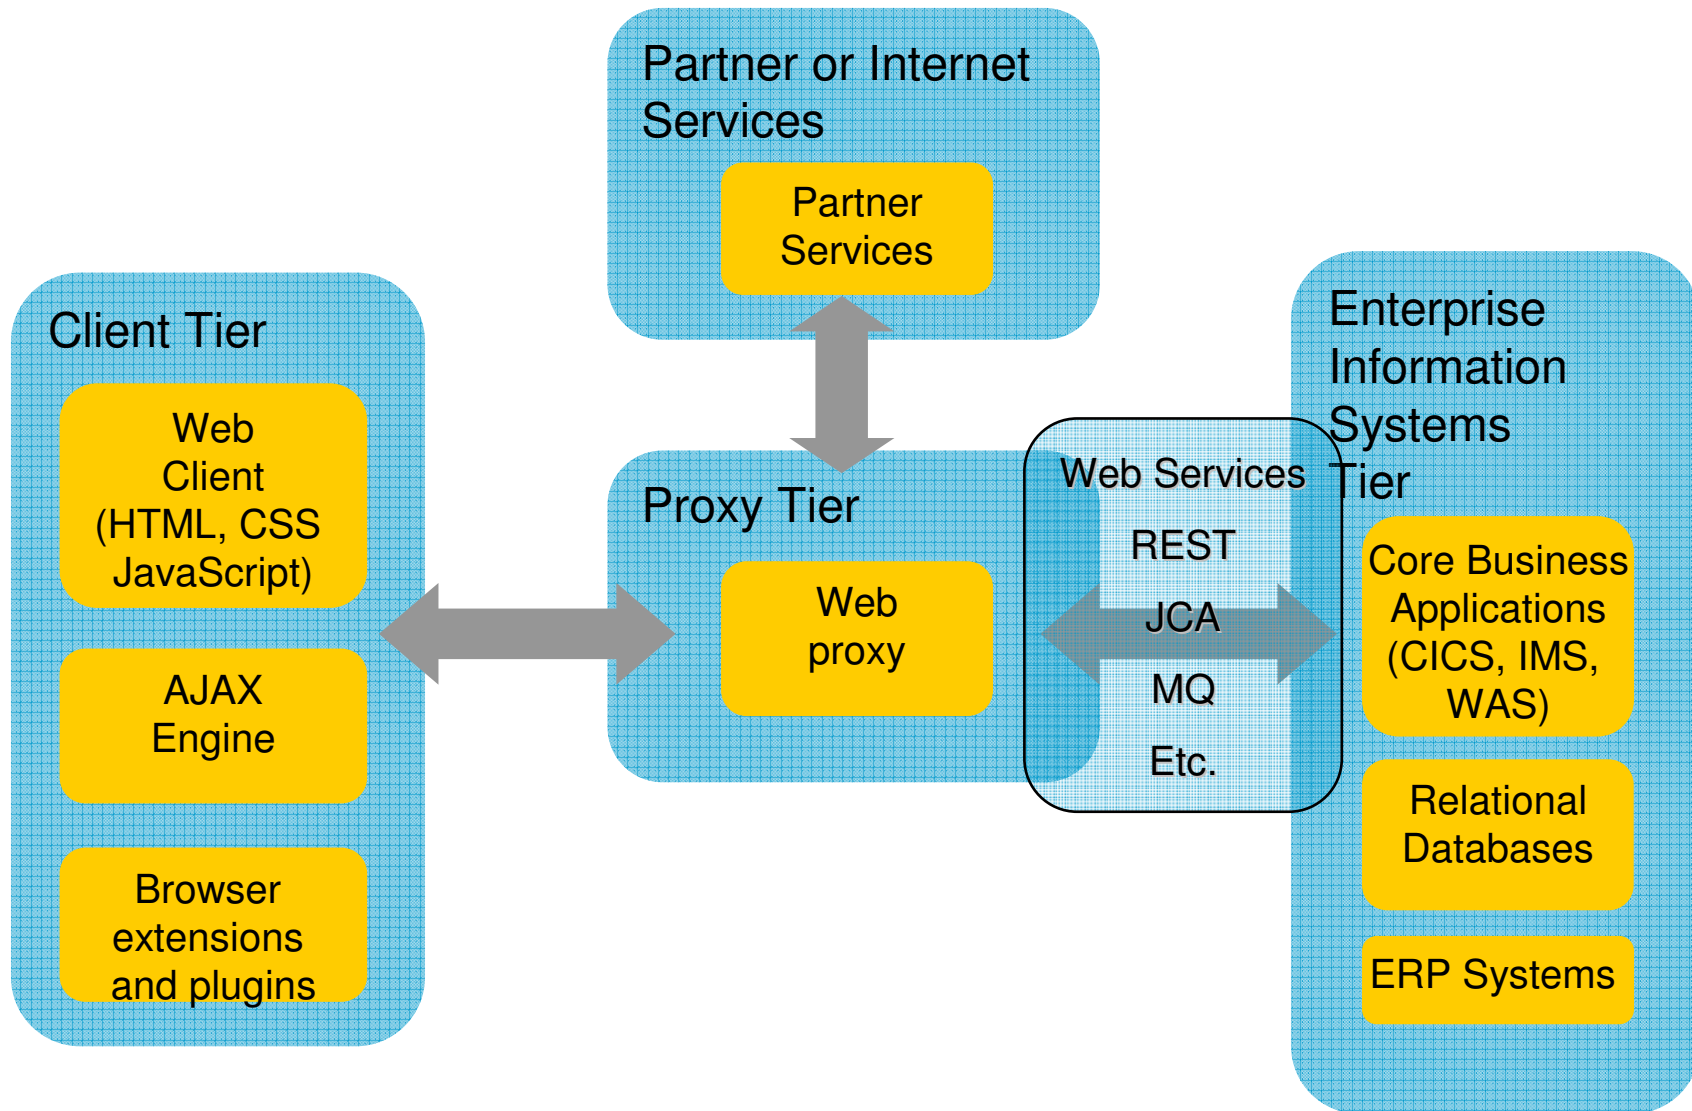 Partner or Internet
Services
Partner
Services
Client Tier
Web
Client
(HTML, CSS
JavaScript)
AJAX
Engine
Browser
extensions
and plugins
Proxy Tier
Web
proxy
Web Services
REST
JCA
MQ
Etc.
Enterprise
Information
Systems
Tier
Core Business
Applications
(CICS, IMS,
WAS)
Relational
Databases
ERP Systems